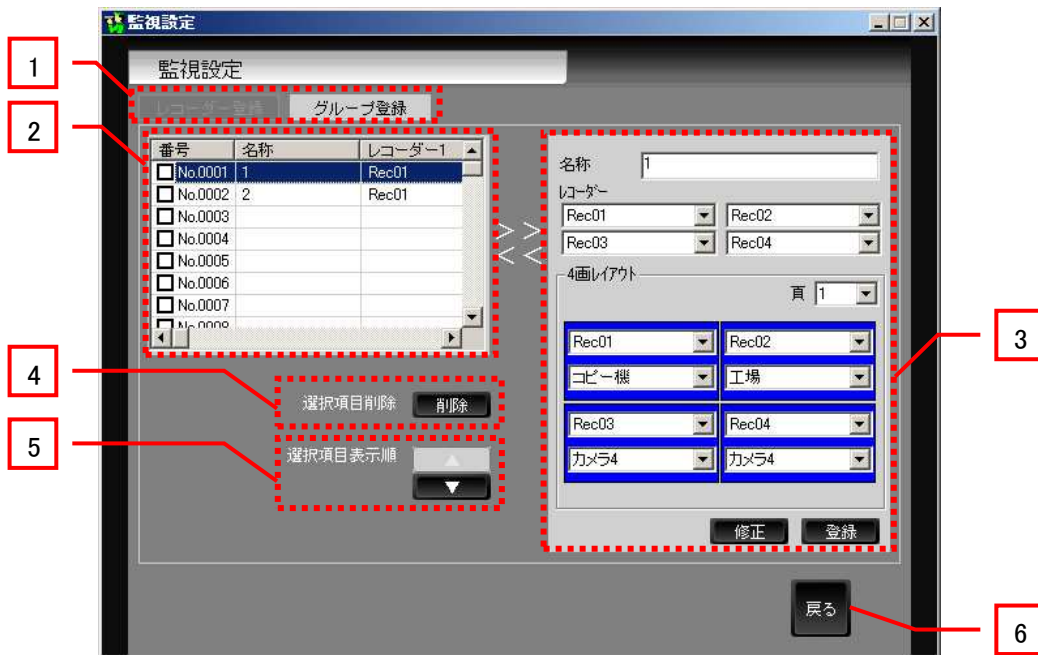 監視設定
監視設定
レコーダー登録 グループ登録
番号 名称 レコーダー1
No.0001 1 Rec01
No.0002 2 Rec01
No.0003
No.0004
No.0005
No.0006
No.0007
>>
<<
名称 1
レコーダー
Rec01 Rec02
Rec03 Rec04
4画レイアウト
頁 1
Rec01 Rec02
コピー機 工場
Rec03 Rec04
カメラ4 カメラ4
修正 登録
選択項目削除 削除
選択項目表示順
▲
▼
戻る
1
2
3
4
5
6